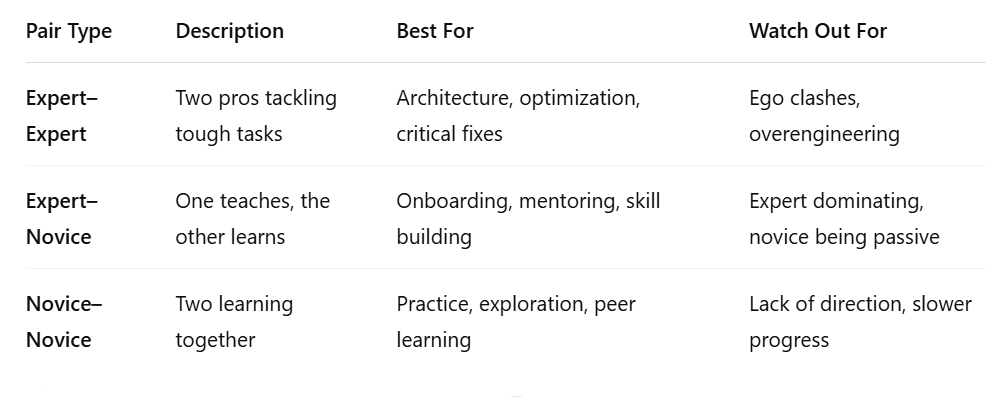 Pair Type Description Best For Watch Out For
Expert– Two pros tackling Architecture, optimization, Ego clashes,
Expert tough tasks critical fixes overengineering
Expert– One teaches, the Onboarding, mentoring, skill Expert dominating,
Novice other learns building novice being passive
Novice– Two learning Practice, exploration, peer Lack of direction, slower
Novice together learning progress